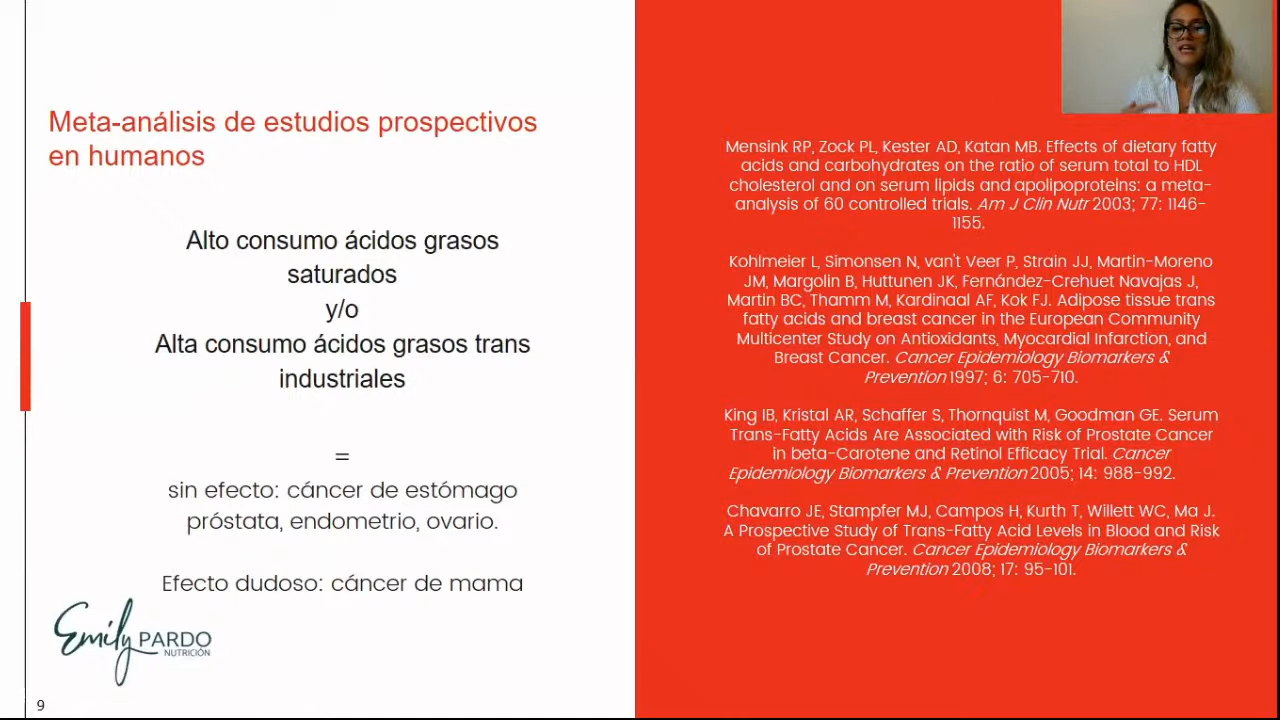 Meta-análisis de estudios prospectivos
en humanos
Alto consumo ácidos grasos
saturados
y/o
Alta consumo ácidos grasos trans
industriales
=
sin efecto: cáncer de estómago
próstata, endometrio, ovario.
Efecto dudoso: cáncer de mama
Emily PARDO
NUTRICIÓN
9
Mensink RP, Zock PL, Kester AD, Katan MB. Effects of dietary fatty
acids and carbohydrates on the ratio of serum total to HDL
cholesterol and on serum lipids and apolipoproteins: a meta-
analysis of 60 controlled trials. Am J Clin Nutr 2003; 77: 1146-
1155.
Kohlmeier L, Simonsen N, van't Veer P, Strain JJ, Martin-Moreno
JM, Margolin B, Huttunen JK, Fernández-Crehuet Navajas J,
Martin BC, Thamm M, Kardinaal AF, Kok FJ. Adipose tissue trans
fatty acids and breast cancer in the European Community
Multicenter Study on Antioxidants, Myocardial Infarction, and
Breast Cancer. Cancer Epidemiology Biomarkers &
Prevention 1997; 6: 705-710.
King IB, Kristal AR, Schaffer S, Thornquist M, Goodman GE. Serum
Trans-Fatty Acids Are Associated with Risk of Prostate Cancer
in beta-Carotene and Retinol Efficacy Trial. Cancer
Epidemiology Biomarkers & Prevention 2005; 14: 988-992.
Chavarro JE, Stampfer MJ, Campos H, Kurth T, Willett WC, Ma J.
A Prospective Study of Trans-Fatty Acid Levels in Blood and Risk
of Prostate Cancer. Cancer Epidemiology Biomarkers &
Prevention 2008; 17: 95-101.